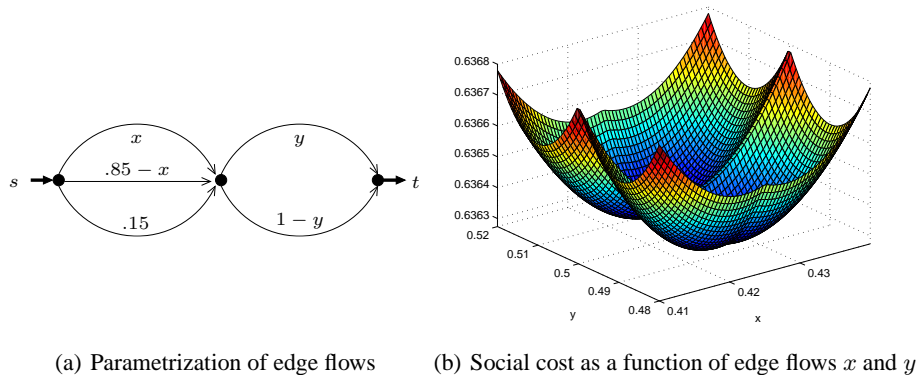 x
y
.85 − x
s
t
.15
1 − y
0.6368
0.6367
0.6366
0.6365
0.6364
0.6363
0.52
0.51
0.5
0.49
0.48
y
0.41
0.42
0.43
x
(a) Parametrization of edge flows
(b) Social cost as a function of edge flows x and y